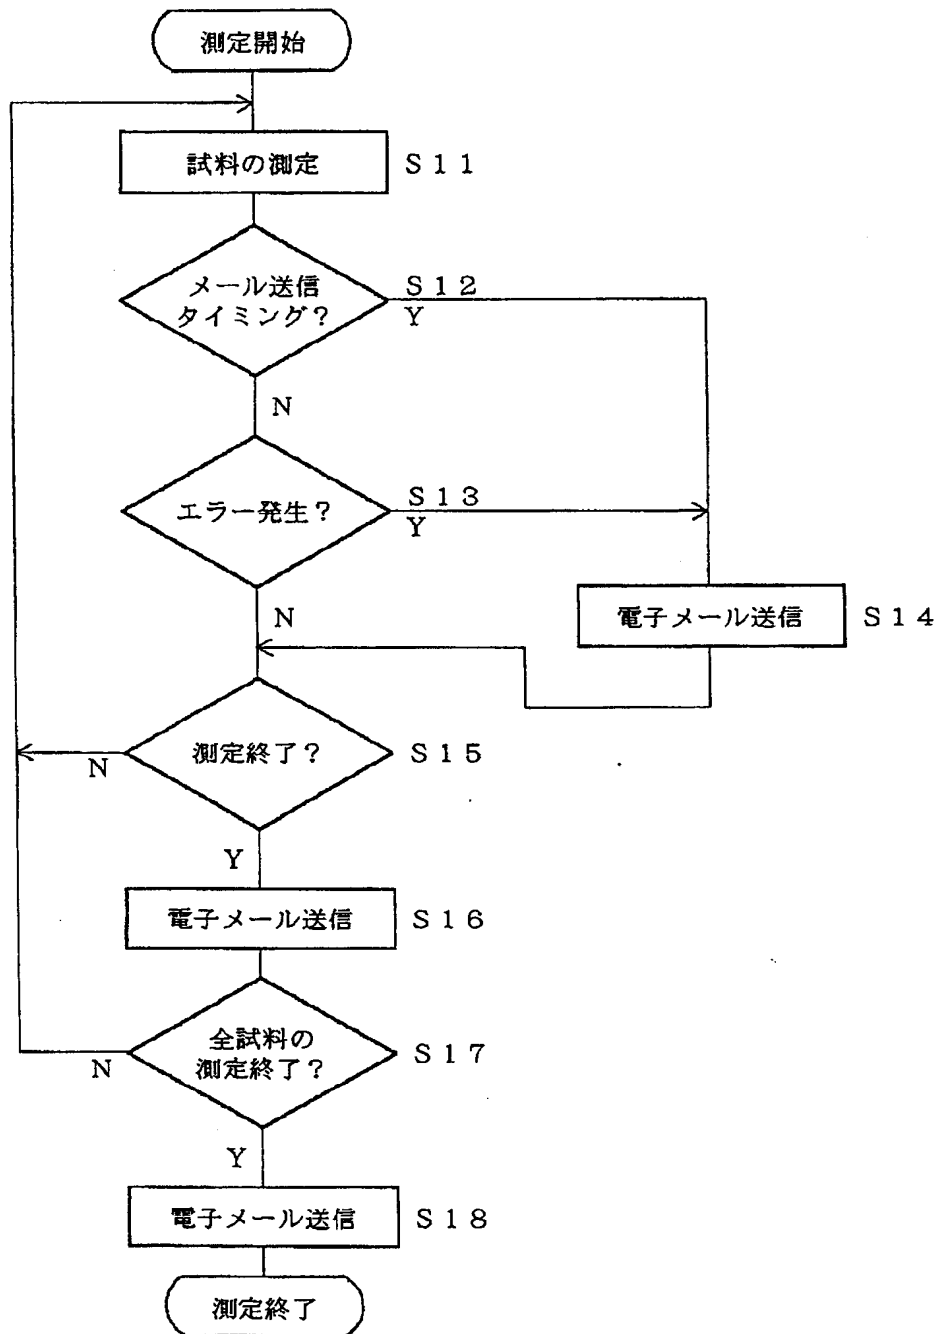 測定開始
試料の測定
S11
メール送信
タイミング?
S12
Y
N
エラー発生?
S13
Y
N
電子メール送信
S14
測定終了?
S15
N
Y
電子メール送信
S16
全試料の
測定終了?
S17
N
Y
電子メール送信
S18
測定終了